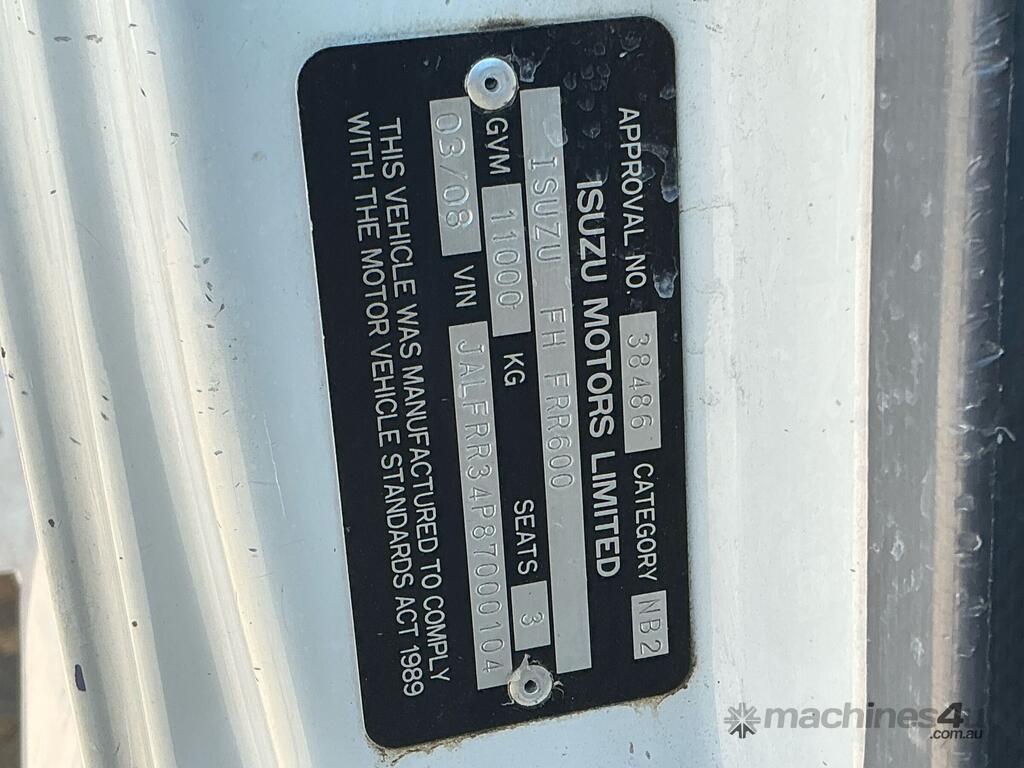 APPROVAL NO. 38486 CATEGORY NB2
ISUZU MOTORS LIMITED
ISUZU FH FRR600
GVM 11000 KG SEATS 3
03/08 VIN JALFRR34P87000104
THIS VEHICLE WAS MANUFACTURED TO COMPLY
WITH THE MOTOR VEHICLE STANDARDS ACT 1989
machines4u
.com.au